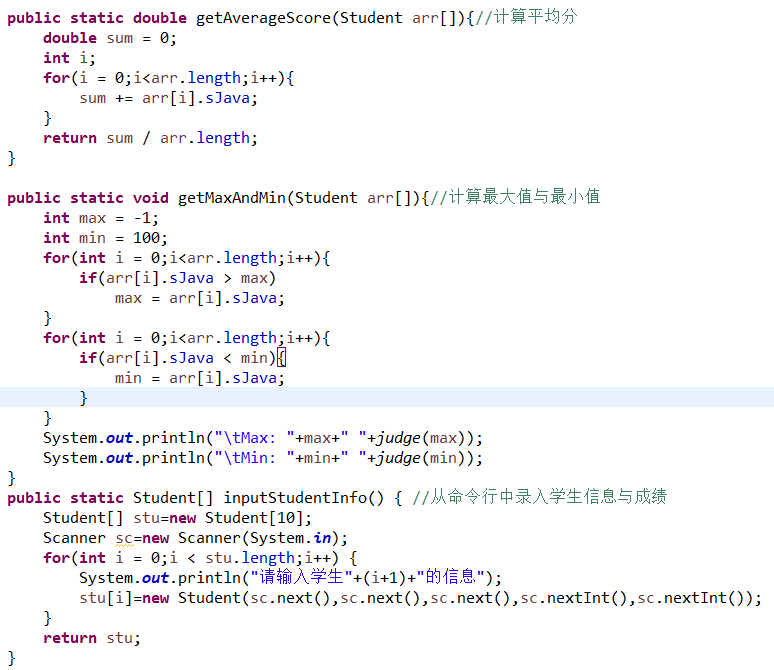 public static double getAverageScore(Student arr[]){//计算平均分
    double sum = 0;
    int i;
    for(i = 0;i<arr.length;i++){
        sum += arr[i].sJava;
    }
    return sum / arr.length;
}

public static void getMaxAndMin(Student arr[]){//计算最大值与最小值
    int max = -1;
    int min = 100;
    for(int i = 0;i<arr.length;i++){
        if(arr[i].sJava > max)
            max = arr[i].sJava;
    }
    for(int i = 0;i<arr.length;i++){
        if(arr[i].sJava < min){
            min = arr[i].sJava;
        }
    }
    System.out.println("\tMax: "+max+" "+judge(max));
    System.out.println("\tMin: "+min+" "+judge(min));
}
public static Student[] inputStudentInfo() { //从命令行中录入学生信息与成绩
    Student[] stu=new Student[10];
    Scanner sc=new Scanner(System.in);
    for(int i = 0;i < stu.length;i++) {
        System.out.println("请输入学生"+(i+1)+"的信息");
        stu[i]=new Student(sc.next(),sc.next(),sc.next(),sc.nextInt(),sc.nextInt());
    }
    return stu;
}